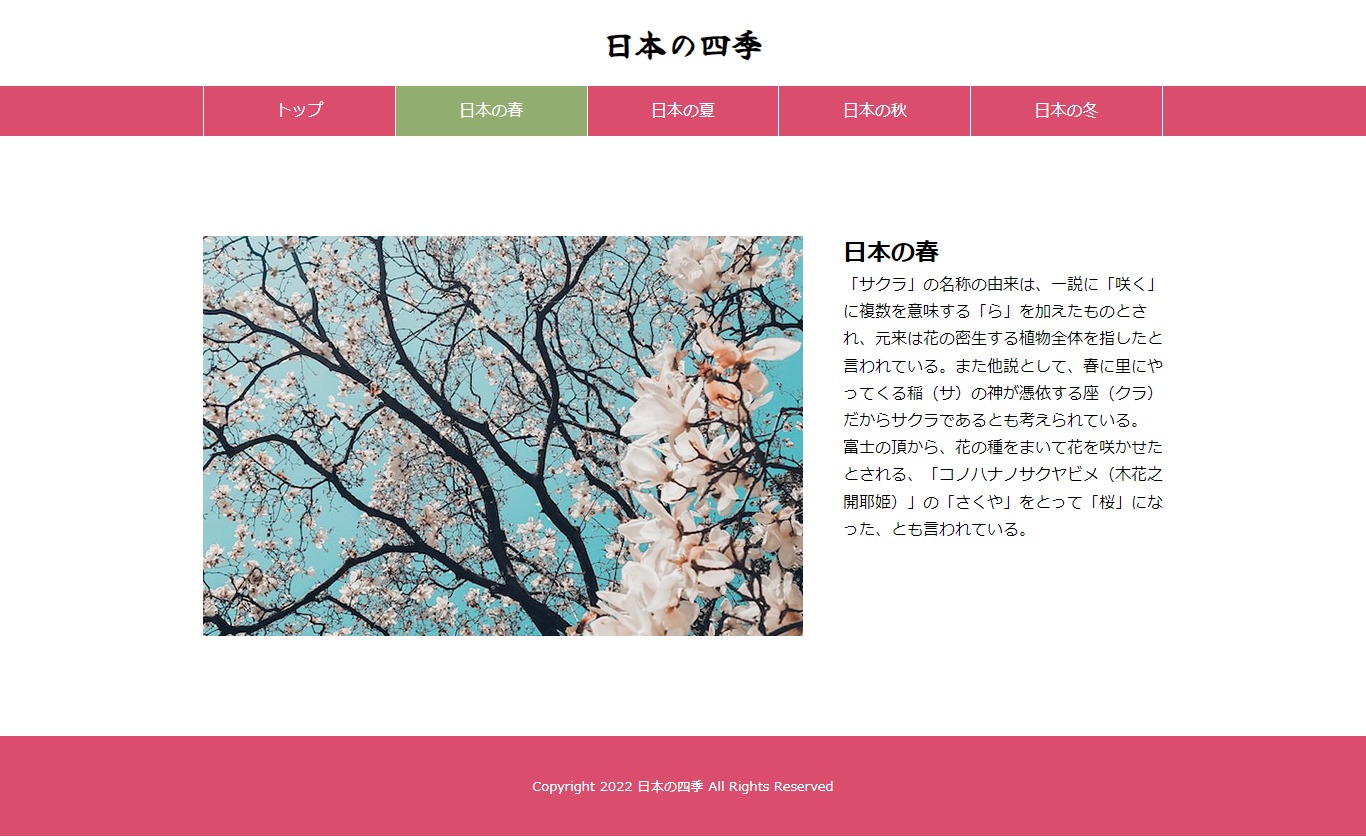 日本の四季
トップ
日本の春
日本の夏
日本の秋
日本の冬
日本の春
「サクラ」の名称の由来は、一説に「咲く」
に複数を意味する「ら」を加えたものとさ
れ、元来は花の密生する植物全体を指したと
言われている。また他説として、春に里にや
ってくる稲（サ）の神が憑依する座（クラ）
だからサクラであるとも考えられている。
富士の頂から、花の種をまいて花を咲かせた
とされる、「コノハナノサクヤビメ（木花之
開耶姫）」の「さくや」をとって「桜」にな
った、とも言われている。
Copyright 2022 日本の四季 All Rights Reserved